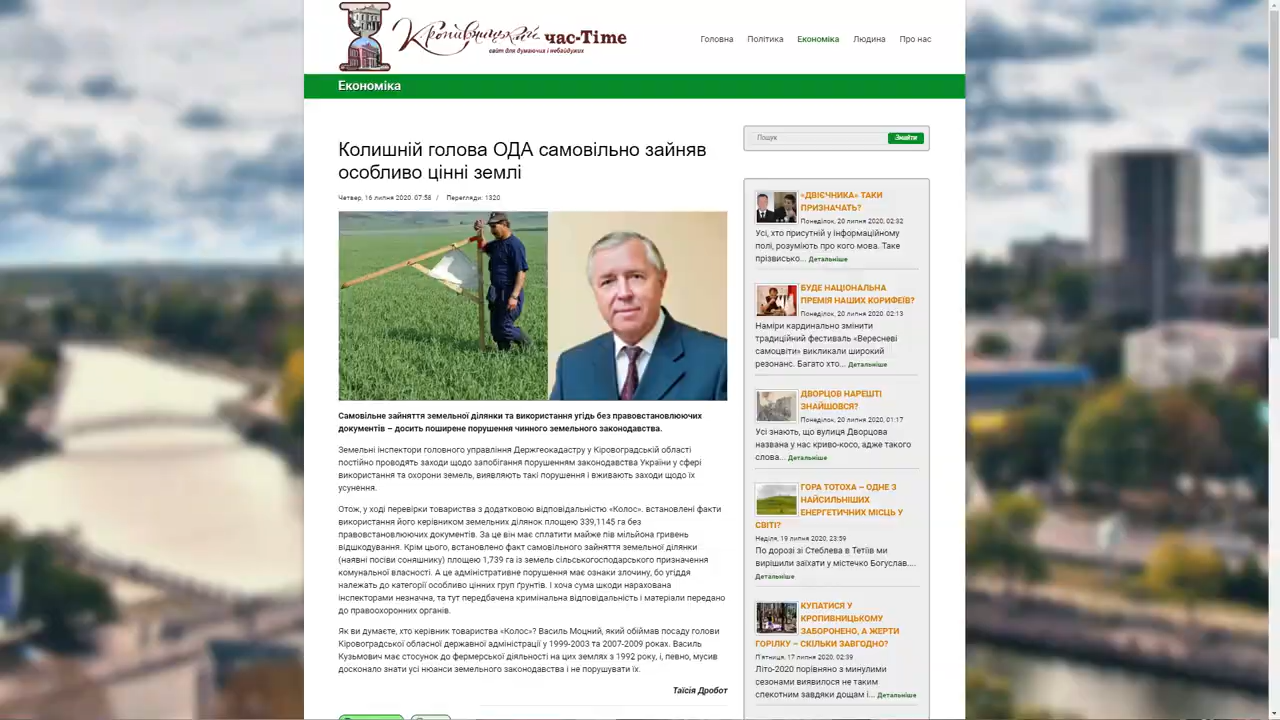 Кропивницький час-Time
сайт для думаючих і небайдужих
Головна Політика Економіка Людина Про нас
Економіка
Колишній голова ОДА самовільно зайняв
особливо цінні землі
Четвер, 16 липня 2020, 07:56 / Перегляди: 1320
Самовільне зайняття земельної ділянки та використання угідь без правовстановлюючих
документів – досить поширене порушення чинного земельного законодавства.
Земельні інспектори головного управління Держгеокадастру у Кіровоградській області
постійно проводять заходи щодо запобігання порушенням законодавства України у сфері
використання та охорони земель, виявляють такі порушення і вживають заходи щодо їх
усунення.
Отож, у ході перевірки товариства з додатковою відповідальністю «Колос». встановлені факти
використання його керівником земельних ділянок площею 339,1145 га без
правовстановлюючих документів. За це він має сплатити майже пів мільйона гривень
відшкодування. Крім цього, встановлено факт самовільного зайняття земельної ділянки
(наявні посіви соняшнику) площею 1,739 га із земель сільськогосподарського призначення
комунальної власності. А це адміністративне порушення має ознаки злочину, бо угіддя
належать до категорії особливо цінних груп ґрунтів. І хоча сума шкоди нарахована
інспекторами незначна, та тут передбачена кримінальна відповідальність і матеріали передано
до правоохоронних органів.
Як ви думаєте, хто керівник товариства «Колос»? Василь Моцний, який обіймав посаду голови
Кіровоградської обласної державної адміністрації у 1999-2003 та 2007-2009 роках. Василь
Кузьмович має стосунок до фермерської діяльності на цих землях з 1992 року, і, певно, мусив
досконало знати усі нюанси земельного законодавства і не порушувати їх.
Таїсія Дробот
Пошук Знайти
«ДВІЄЧНИКА» ТАКИ
ПРИЗНАЧАТЬ?
Понеділок, 20 липня 2020, 02:32
Усі, хто присутній у інформаційному
полі, розуміють про кого мова. Таке
прізвисько... Детальніше
БУДЕ НАЦІОНАЛЬНА
ПРЕМІЯ НАШИХ КОРИФЕЇВ?
Понеділок, 20 липня 2020, 02:13
Наміри кардинально змінити
традиційний фестиваль «Вересневі
самоцвіти» викликали широкий
резонанс. Багато хто... Детальніше
ДВОРЦОВ НАРЕШТІ
ЗНАЙШОВСЯ?
Понеділок, 20 липня 2020, 01:17
Усі знають, що вулиця Дворцова
названа у нас криво-косо, адже такого
слова... Детальніше
ГОРА ТОТОХА – ОДНЕ З
НАЙСИЛЬНІШИХ
ЕНЕРГЕТИЧНИХ МІСЦЬ У
СВІТІ?
Неділя, 19 липня 2020, 23:59
По дорозі зі Стеблева в Тетіїв ми
вирішили заїхати у містечко Богуслав....
Детальніше
КУПАТИСЯ У
КРОПИВНИЦЬКОМУ
ЗАБОРОНЕНО, А ЖЕРТИ
ГОРІЛКУ – СКІЛЬКИ ЗАВГОДНО?
П'ятниця, 17 липня 2020, 02:39
Літо-2020 порівняно з минулими
сезонами виявилося не таким
спекотним завдяки дощам і... Детальніше